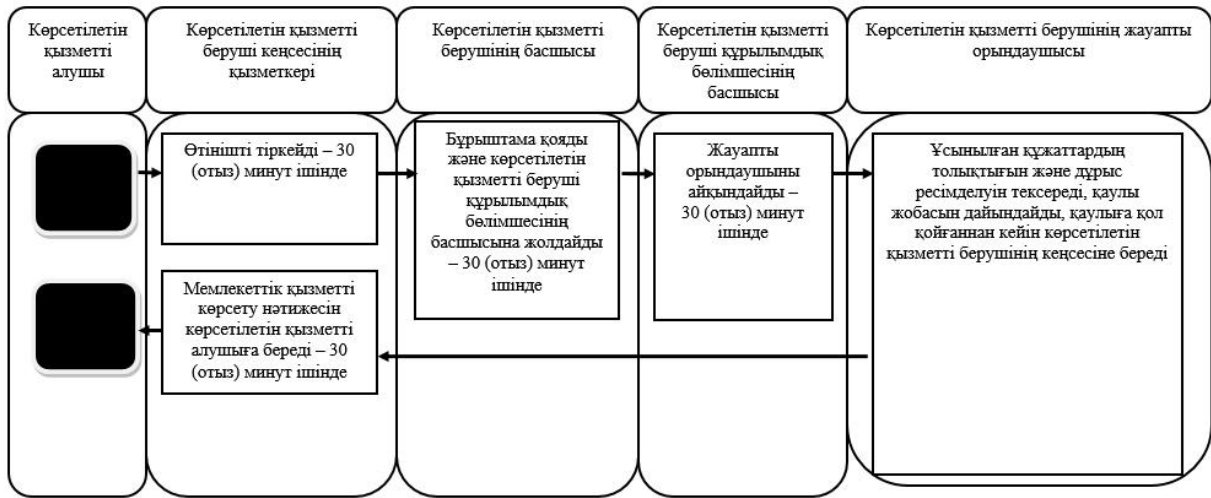 Көрсетілетін
қызметті
алушы
Көрсетілетін қызметті
беруші кеңсесінің
қызметкері
Көрсетілетін қызметті
берушінің басшысы
Көрсетілетін қызметті
беруші құрылымдық
бөлімшесінің
басшысы
Көрсетілетін қызметті берушінің жауапты
орындаушысы
Өтінішті тіркейді – 30
(отыз) минут ішінде
Бұрыштама қояды
және көрсетілетін
қызметті беруші
құрылымдық
бөлімшесінің
басшысына жолдайды
– 30 (отыз) минут
ішінде
Жауапты
орындаушыны
айқындайды –
30 (отыз) минут
ішінде
Ұсынылған құжаттардың
толықтығын және дұрыс
ресімделуін тексереді, қаулы
жобасын дайындайды, қаулыға қол
қойғаннан кейін көрсетілетін
қызметті берушінің кеңсесіне береді
Мемлекеттік қызметті
көрсету нәтижесін
көрсетілетін қызметті
алушыға береді – 30
(отыз) минут ішінде